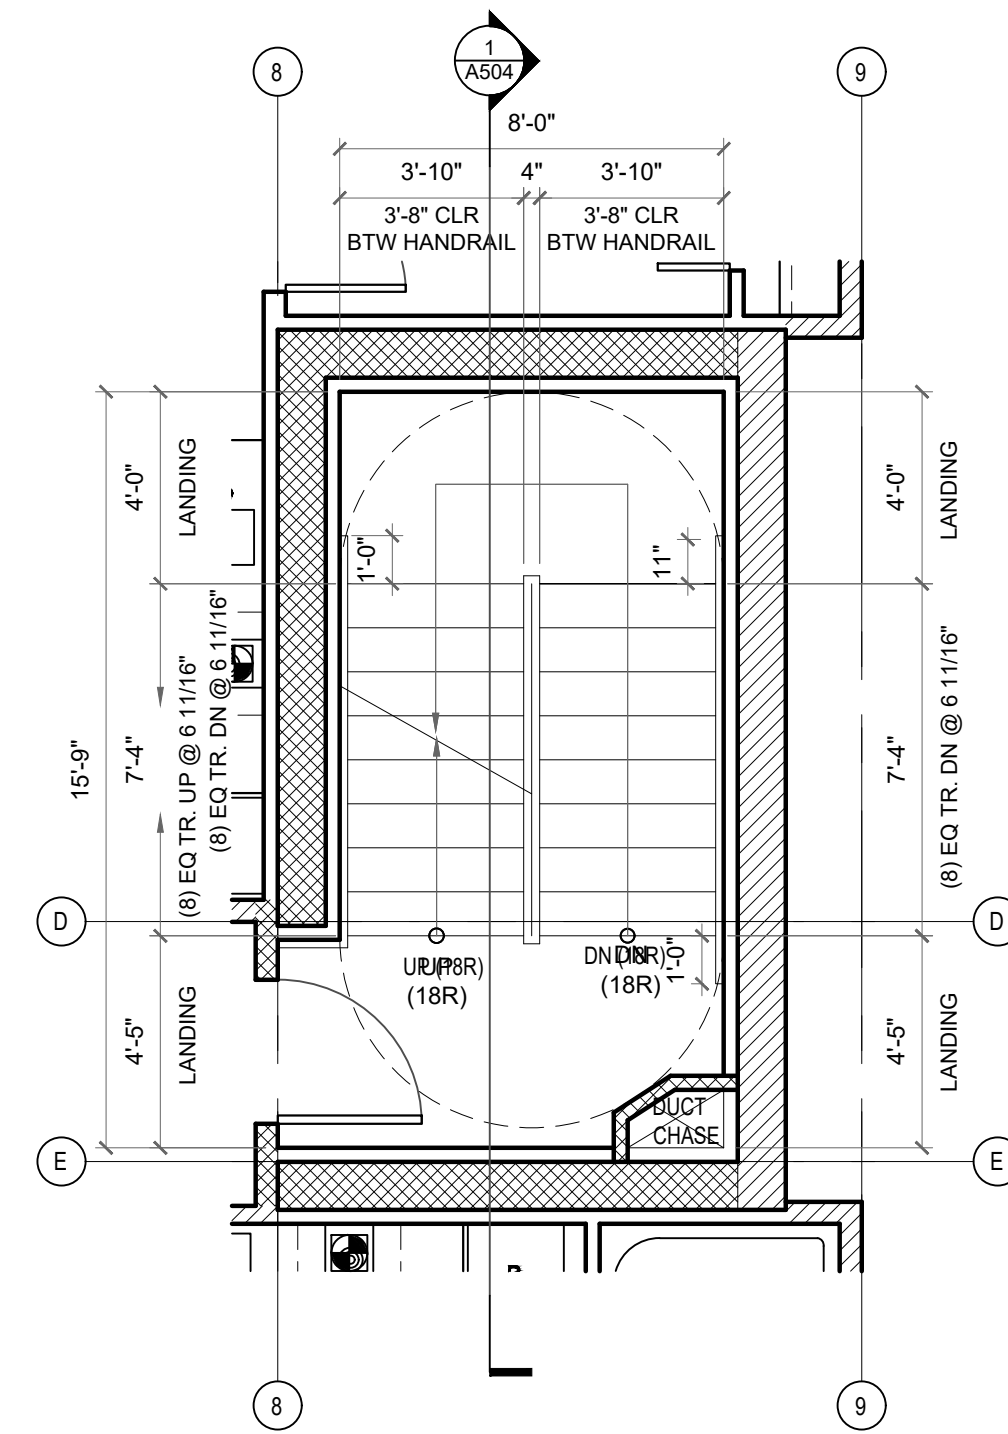 1
A504
8
9
8'-0"
3'-10"
4"
3'-10"
3'-8" CLR
BTW HANDRAIL
3'-8" CLR
BTW HANDRAIL
4'-0"
LANDING
1'-0"
11"
4'-0"
LANDING
15'-9"
7'-4"
(8) EQ TR. UP @ 6 11/16"
(8) EQ TR. DN @ 6 11/16"
7'-4"
(8) EQ TR. DN @ 6 11/16"
D
D
UP
(18R)
DN
(18R)
1'-0"
4'-5"
LANDING
4'-5"
LANDING
DUCT
CHASE
E
E
8
9